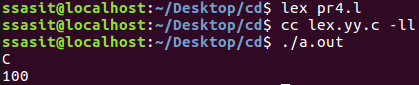 ssasit@localhost:~/Desktop/cd$ lex pr4.l
ssasit@localhost:~/Desktop/cd$ cc lex.yy.c -ll
ssasit@localhost:~/Desktop/cd$ ./a.out
C
100